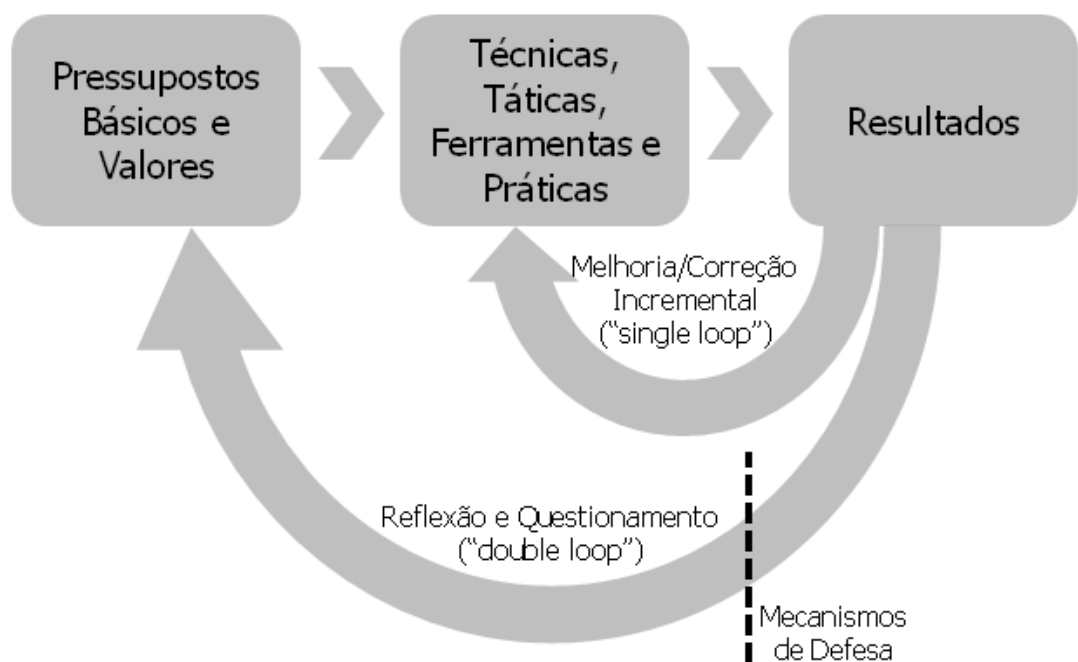 Pressupostos
Básicos e
Valores
Técnicas,
Táticas,
Ferramentas e
Práticas
Resultados
Melhoria/Correção
Incremental
(“single loop”)
Reflexão e Questionamento
(“double loop”)
Mecanismos
de Defesa